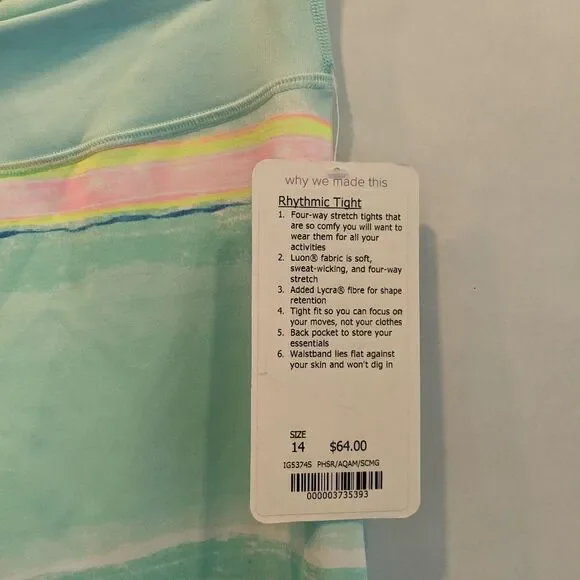 why we made this
Rhythmic Tight
1. Four-way stretch tights that
are so comfy you will want to
wear them for all your
activities
2. Luon® fabric is soft,
sweat-wicking, and four-way
stretch
3. Added Lycra® fibre for shape
retention
4. Tight fit so you can focus on
your moves, not your clothes
5. Back pocket to store your
essentials
6. Waistband lies flat against
your skin and won't dig in
SIZE
14 $64.00
IG5374S PHSR/AQAM/SCMG
000003735393